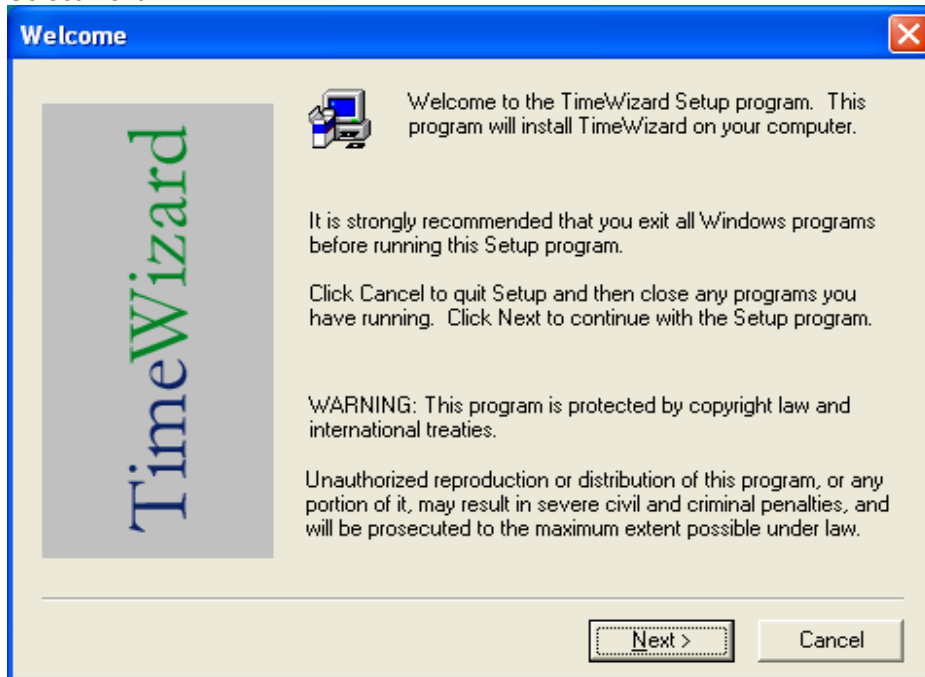 Welcome
TimeWizard
Welcome to the TimeWizard Setup program. This
program will install TimeWizard on your computer.
It is strongly recommended that you exit all Windows programs
before running this Setup program.
Click Cancel to quit Setup and then close any programs you
have running. Click Next to continue with the Setup program.
WARNING: This program is protected by copyright law and
international treaties.
Unauthorized reproduction or distribution of this program, or any
portion of it, may result in severe civil and criminal penalties, and
will be prosecuted to the maximum extent possible under law.
Next >
Cancel